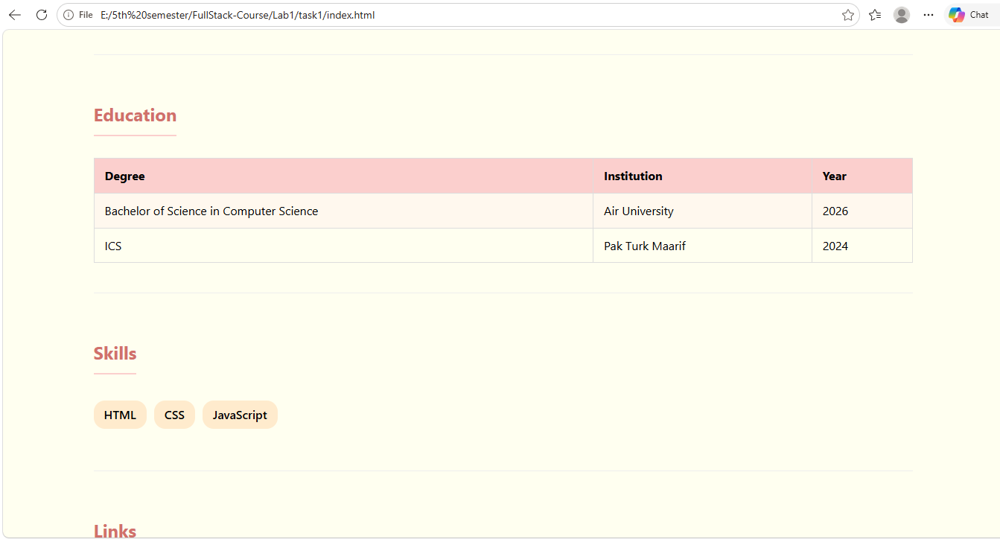 File E:/5th%20semester/FullStack-Course/Lab1/task1/index.html Chat
Education
Degree Institution Year
Bachelor of Science in Computer Science Air University 2026
ICS Pak Turk Maarif 2024
Skills
HTML CSS JavaScript
Links